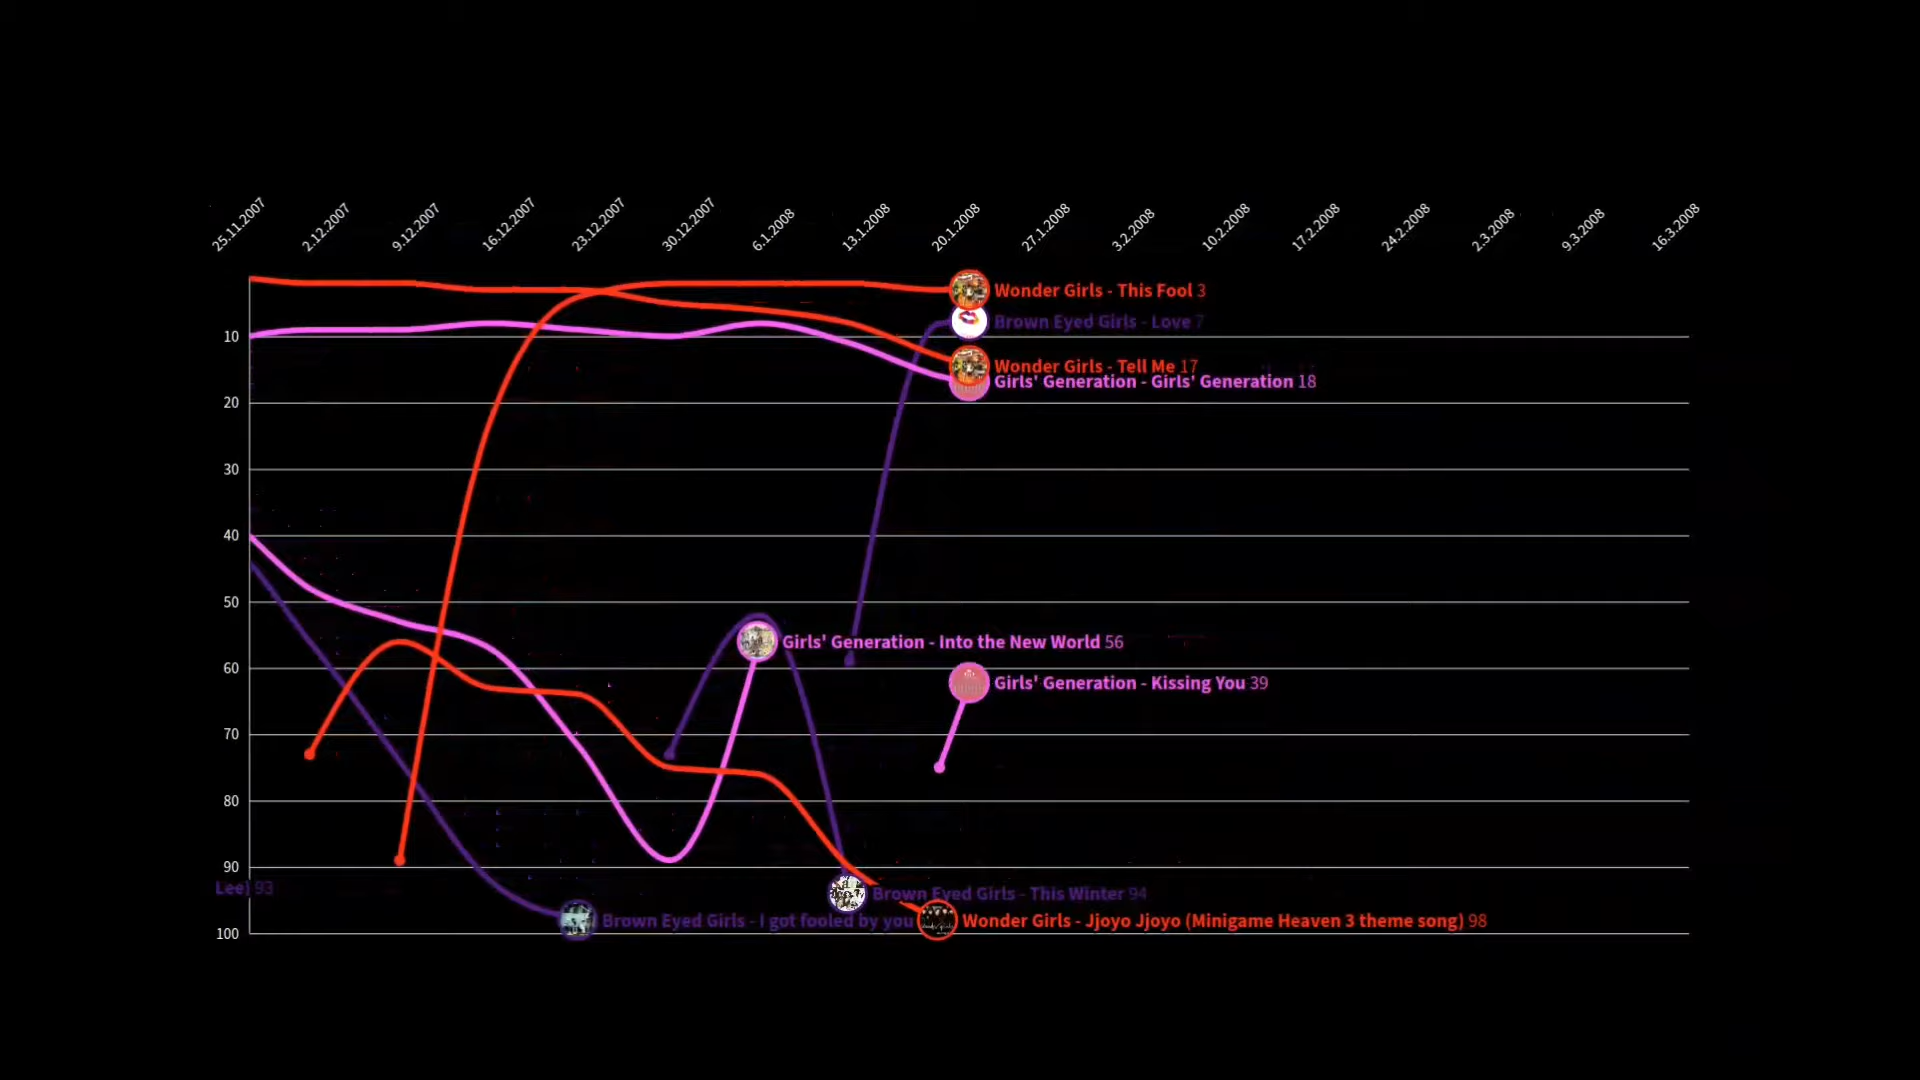 25.11.2007
2.12.2007
9.12.2007
16.12.2007
23.12.2007
30.12.2007
6.1.2008
13.1.2008
20.1.2008
27.1.2008
3.2.2008
10.2.2008
17.2.2008
24.2.2008
2.3.2008
9.3.2008
16.3.2008
Wonder Girls - This Fool 3
Brown Eyed Girls - Love 7
10
Wonder Girls - Tell Me 17
Girls' Generation - Girls' Generation 18
20
30
40
50
Girls' Generation - Into the New World 56
60
Girls' Generation - Kissing You 39
70
80
90
Lee) 93
Brown Eyed Girls - This Winter 94
Brown Eyed Girls - I got fooled by you
Wonder Girls - Jjoyo Jjoyo (Minigame Heaven 3 theme song) 98
100